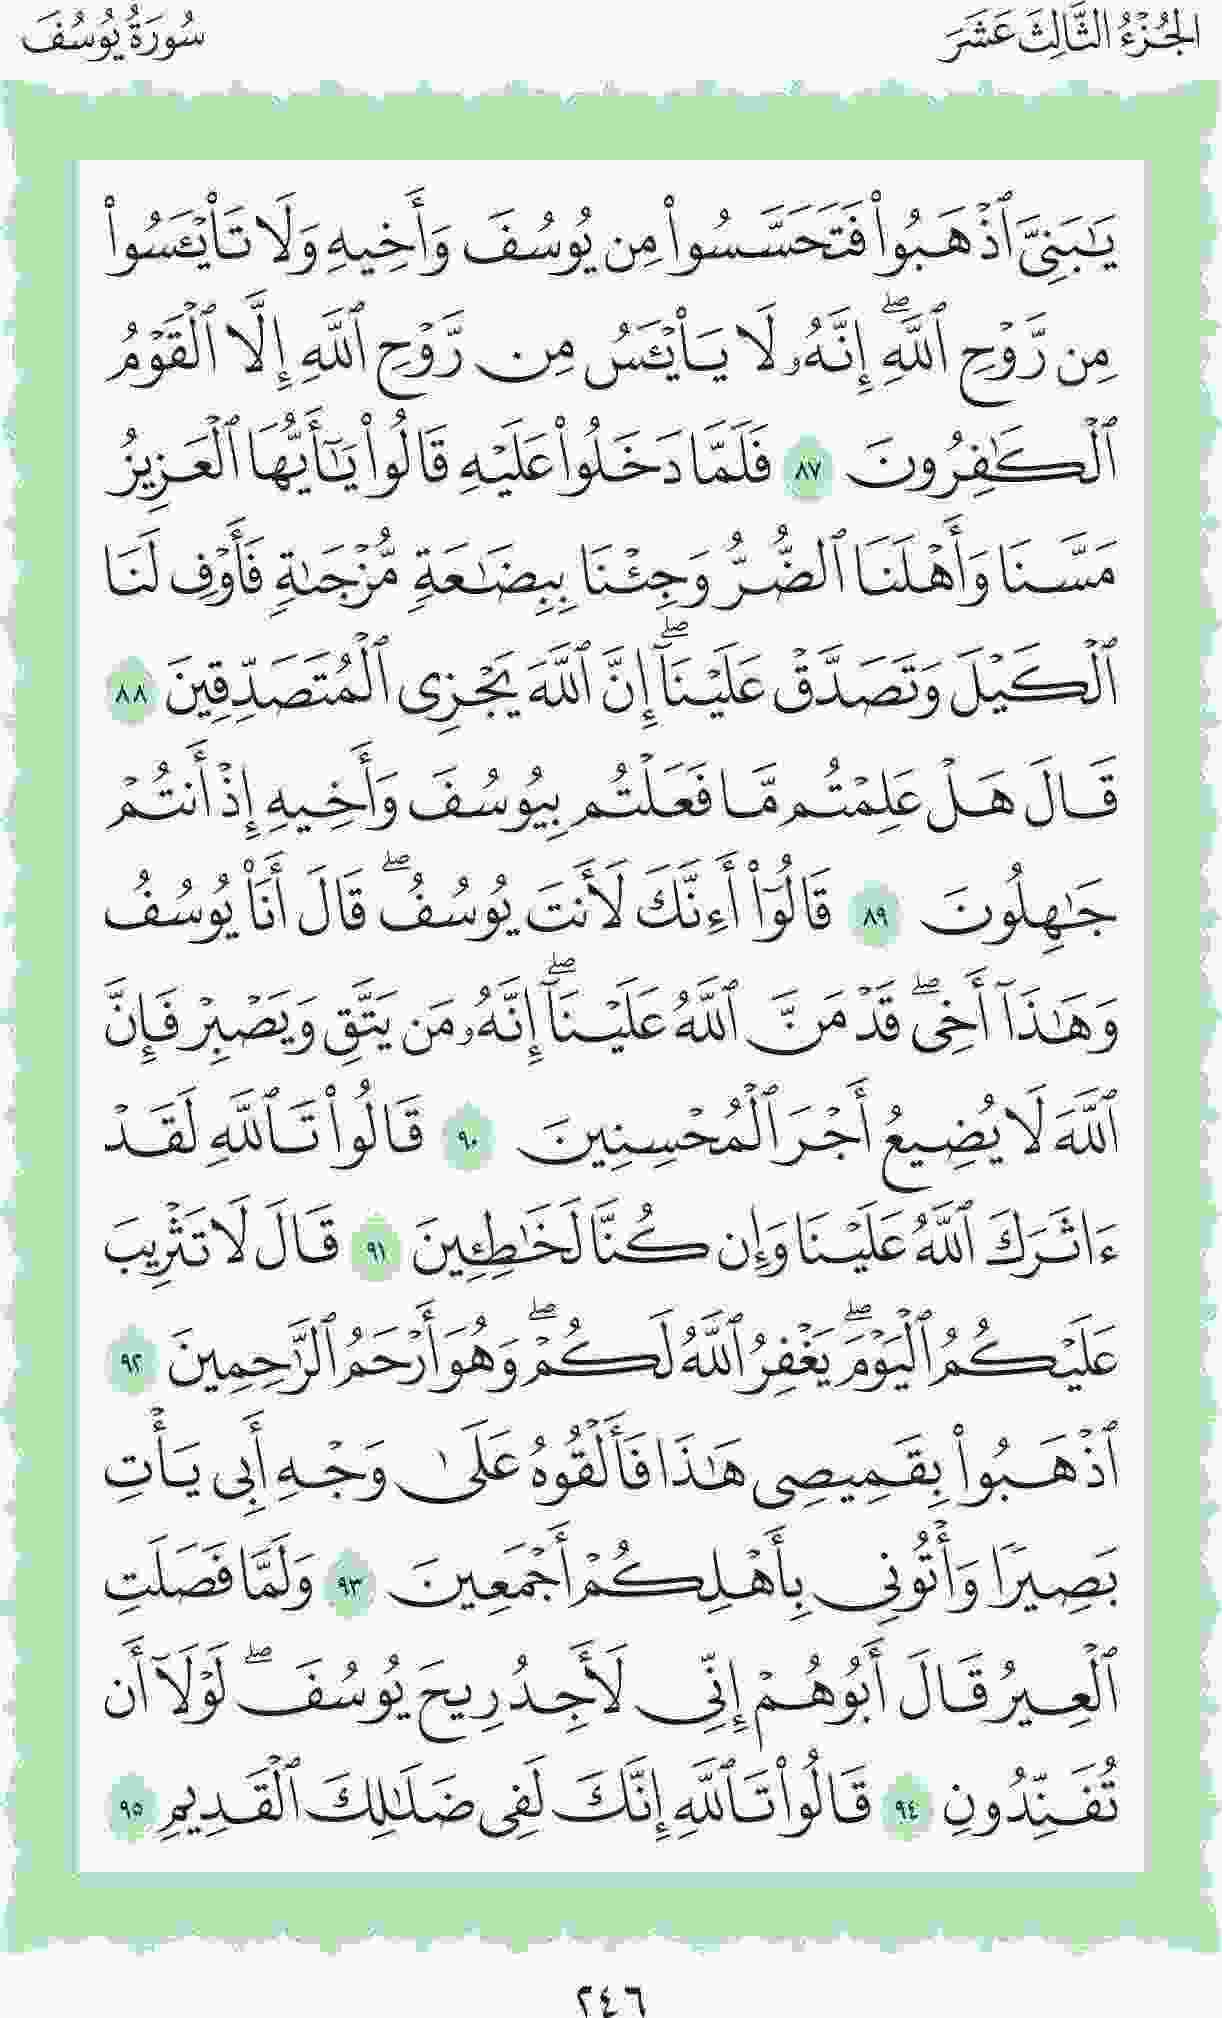 الجُزْءُ الثَّالِثَ عَشَرَ
سُورَةُ يُوسُفَ
يَـٰبَنِىَّ ٱذْهَبُوا۟ فَتَحَسَّسُوا۟ مِن يُوسُفَ وَأَخِيهِ وَلَا تَا۟يْـَٔسُوا۟
مِن رَّوْحِ ٱللَّهِ ۖ إِنَّهُۥ لَا يَا۟يْـَٔسُ مِن رَّوْحِ ٱللَّهِ إِلَّا ٱلْقَوْمُ
ٱلْكَـٰفِرُونَ ٨٧ فَلَمَّا دَخَلُوا۟ عَلَيْهِ قَالُوا۟ يَـٰٓأَيُّهَا ٱلْعَزِيزُ
مَسَّنَا وَأَهْلَنَا ٱلضُّرُّ وَجِئْنَا بِبِضَـٰعَةٍ مُّزْجَىٰةٍ فَأَوْفِ لَنَا
ٱلْكَيْلَ وَتَصَدَّقْ عَلَيْنَآ ۖ إِنَّ ٱللَّهَ يَجْزِى ٱلْمُتَصَدِّقِينَ ٨٨
قَالَ هَلْ عَلِمْتُم مَّا فَعَلْتُم بِيُوسُفَ وَأَخِيهِ إِذْ أَنتُمْ
جَـٰهِلُونَ ٨٩ قَالُوٓا۟ أَءِنَّكَ لَأَنتَ يُوسُفُ ۖ قَالَ أَنَا۠ يُوسُفُ
وَهَـٰذَآ أَخِى ۖ قَدْ مَنَّ ٱللَّهُ عَلَيْنَآ ۖ إِنَّهُۥ مَن يَتَّقِ وَيَصْبِرْ فَإِنَّ
ٱللَّهَ لَا يُضِيعُ أَجْرَ ٱلْمُحْسِنِينَ ٩٠ قَالُوا۟ تَٱللَّهِ لَقَدْ
ءَاثَرَكَ ٱللَّهُ عَلَيْنَا وَإِن كُنَّا لَخَـٰطِـِٔينَ ٩١ قَالَ لَا تَثْرِيبَ
عَلَيْكُمُ ٱلْيَوْمَ ۖ يَغْفِرُ ٱللَّهُ لَكُمْ ۖ وَهُوَ أَرْحَمُ ٱلرَّٰحِمِينَ ٩٢
ٱذْهَبُوا۟ بِقَمِيصِى هَـٰذَا فَأَلْقُوهُ عَلَىٰ وَجْهِ أَبِى يَأْتِ
بَصِيرًا وَأْتُونِى بِأَهْلِكُمْ أَجْمَعِينَ ٩٣ وَلَمَّا فَصَلَتِ
ٱلْعِيرُ قَالَ أَبُوهُمْ إِنِّى لَأَجِدُ رِيحَ يُوسُفَ ۖ لَوْلَآ أَن
تُفَنِّدُونِ ٩٤ قَالُوا۟ تَٱللَّهِ إِنَّكَ لَفِى ضَلَـٰلِكَ ٱلْقَدِيمِ ٩٥
٢٤٦